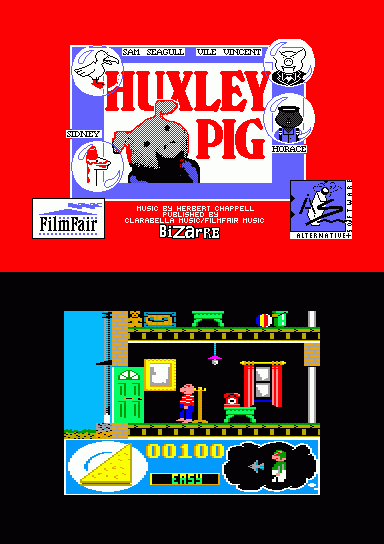 SAM SEAGULL VILE VINCENT
HUXLEY
PIG
SIDNEY
HORACE
MUSIC BY HERBERT CHAPPELL
PUBLISHED BY
CLARABELLA MUSIC/FILMFAIR MUSIC
BIZARRE
FILMFAIR
ALTERNATIVE
SOFTWARE
00100
EASY